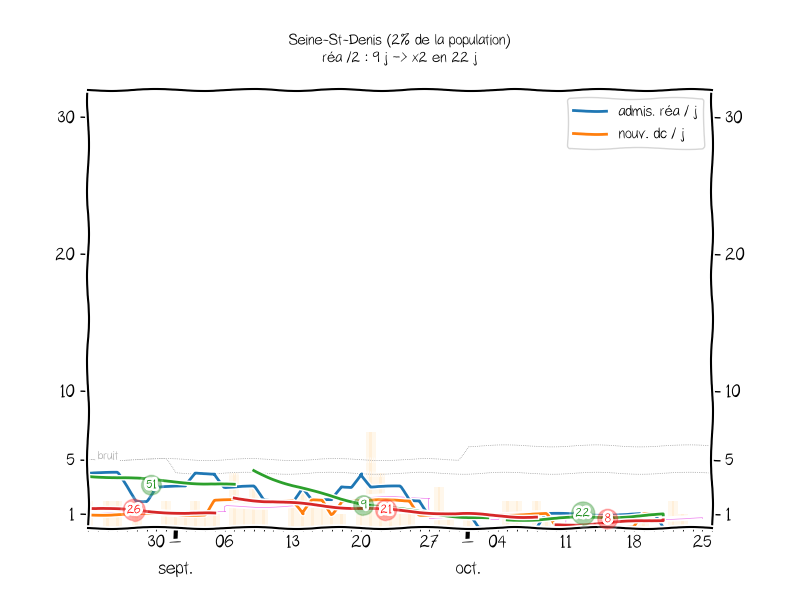 Seine-St-Denis (2% de la population)
réa /2 : 9 j -> x2 en 22 j
admis. réa / j
nouv. dc / j
30 30
20 20
10 10
5 5
1 1
bruit
51
26
9
21
22
8
30 06 13 20 27 04 11 18 25
sept. oct.